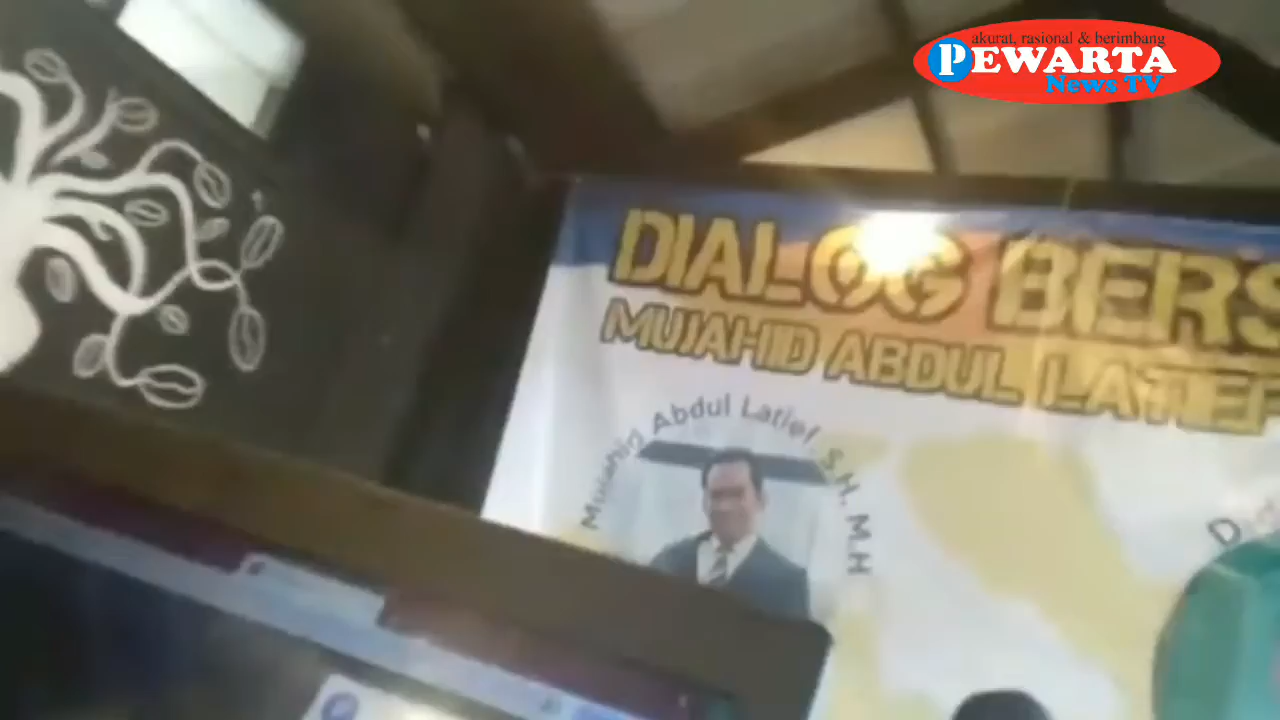 akurat, rasional & berimbang
PEWARTA
News TV
DIALOG BERS
MUJAHID ABDUL LATIEF
Mujahid Abdul Latief, S.H. M.H